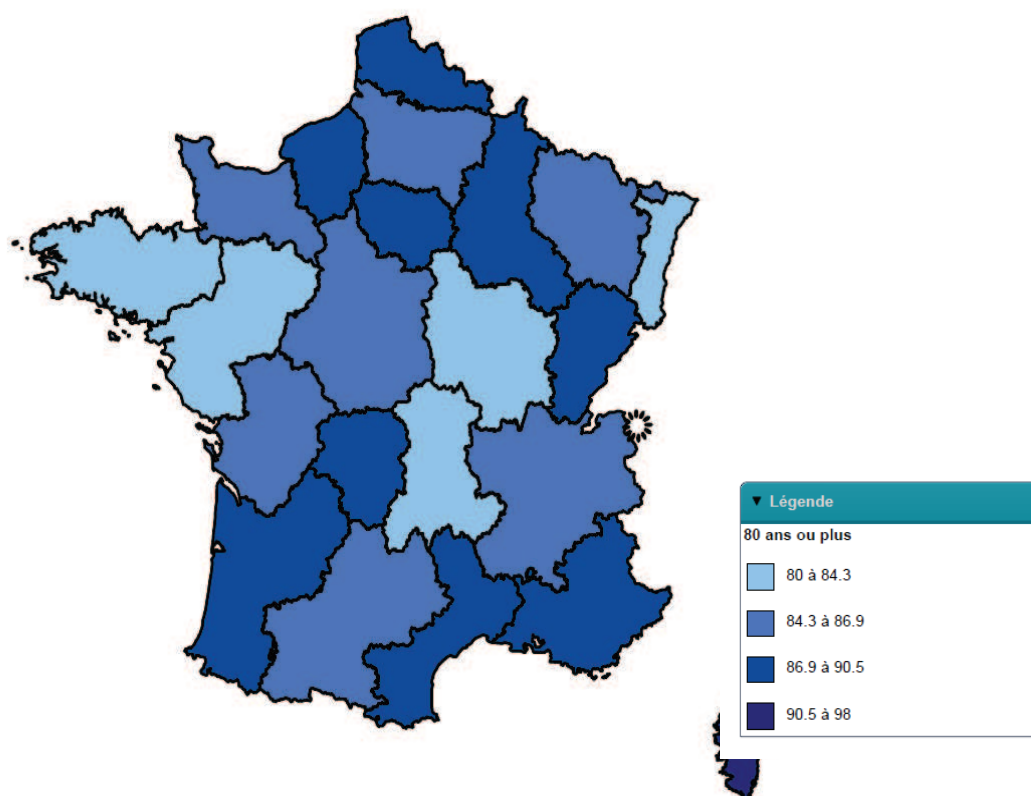 ▼ Légende
80 ans ou plus
80 à 84.3
84.3 à 86.9
86.9 à 90.5
90.5 à 98